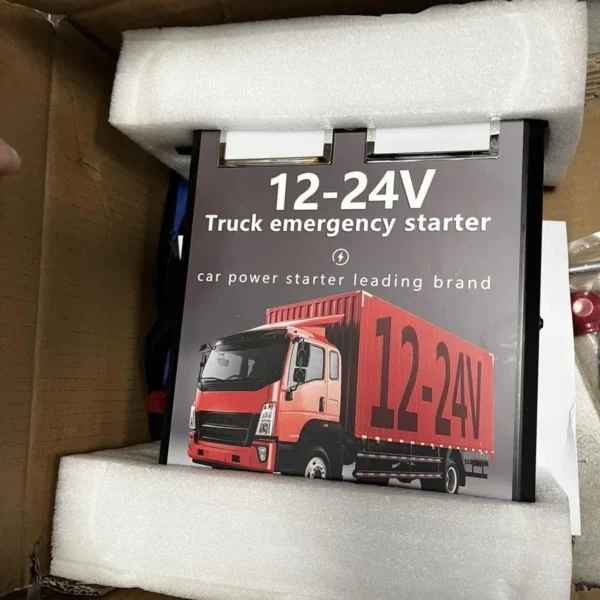 12-24V
Truck emergency starter
car power starter leading brand
12-24V